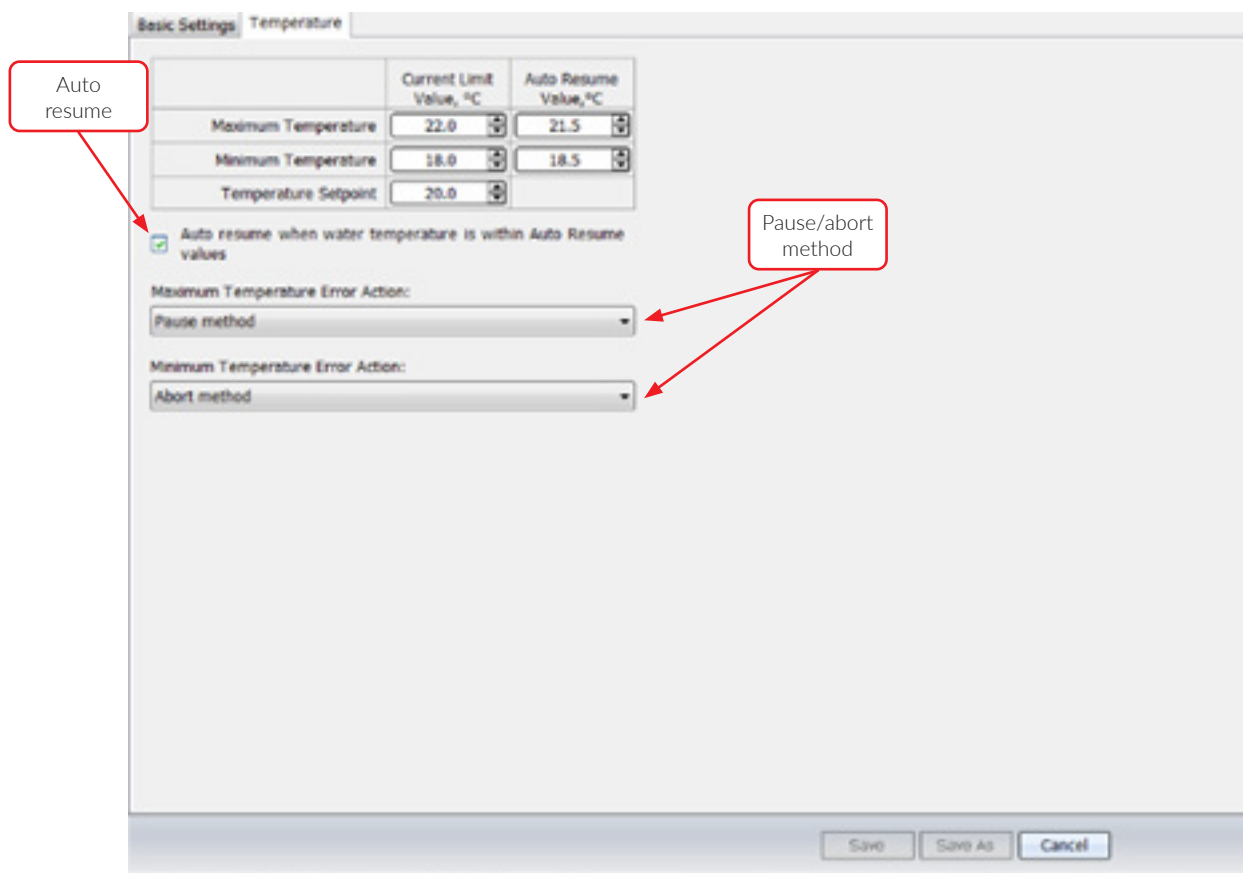 Basic Settings Temperature
Auto
resume
Current Limit
Value, °C
Auto Resume
Value,°C
Maximum Temperature 22.0 21.5
Minimum Temperature 18.0 18.5
Temperature Setpoint 20.0
Auto resume when water temperature is within Auto Resume
values
Pause/abort
method
Maximum Temperature Error Action:
Pause method
Minimum Temperature Error Action:
Abort method
Save Save As Cancel